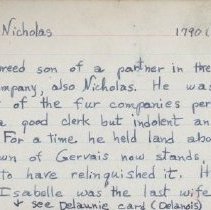 Nicholas 1790 (
breed son of a partner in the
ompany, also Nicholas. He was
t of the fur companies per
a good clerk but indolent an
For a time he held land abo
wn of Gervais now stands,
to have relinquished it. H
Isabelle was the last wife
↓ see Delaunie card (Delanois)